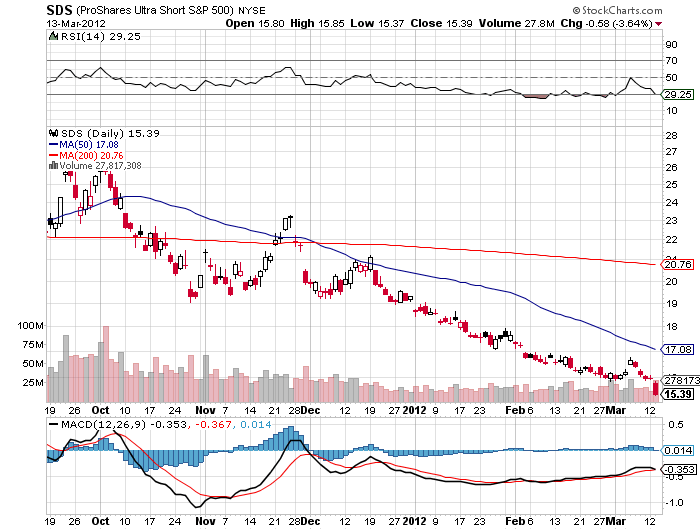 SDS (ProShares Ultra Short S&P 500) NYSE © StockCharts.com
13-Mar-2012 Open 15.80 High 15.85 Low 15.37 Close 15.39 Volume 27.8M Chg -0.58 (-3.64%)
RSI(14) 29.25
90
70
50
29.25
10
SDS (Daily) 15.39
MA(50) 17.08
MA(200) 20.76
Volume 27,817,308
28
27
26
25
24
23
22
21
20.76
20
19
18
17.08
16
278173
15.39
100M
75M
50M
25M
19 26 Oct 10 17 24 Nov 7 14 21 28 Dec 12 19 27 2012 9 17 23 Feb 6 13 21 27 Mar 12
MACD(12,26,9) -0.353, -0.367, 0.014
0.5
0.014
-0.353
-0.5
-1.0
19 26 Oct 10 17 24 Nov 7 14 21 28 Dec 12 19 27 2012 9 17 23 Feb 6 13 21 27 Mar 12